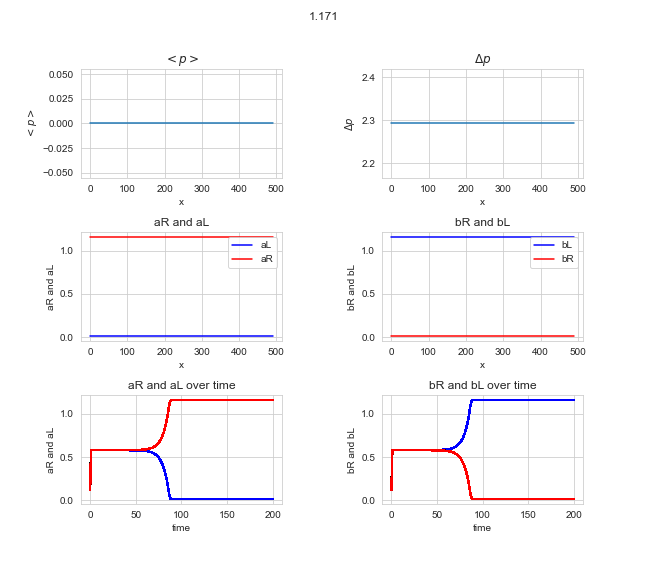 1.171
< p >
0.050
0.025
0.000
−0.025
−0.050
< p >
0 100 200 300 400 500
x
Δp
2.4
2.3
2.2
Δp
0 100 200 300 400 500
x
aR and aL
1.0
0.5
0.0
aR and aL
aL
aR
0 100 200 300 400 500
x
bR and bL
1.0
0.5
0.0
bR and bL
bL
bR
0 100 200 300 400 500
x
aR and aL over time
1.0
0.5
0.0
aR and aL
0 50 100 150 200
time
bR and bL over time
1.0
0.5
0.0
bR and bL
0 50 100 150 200
time